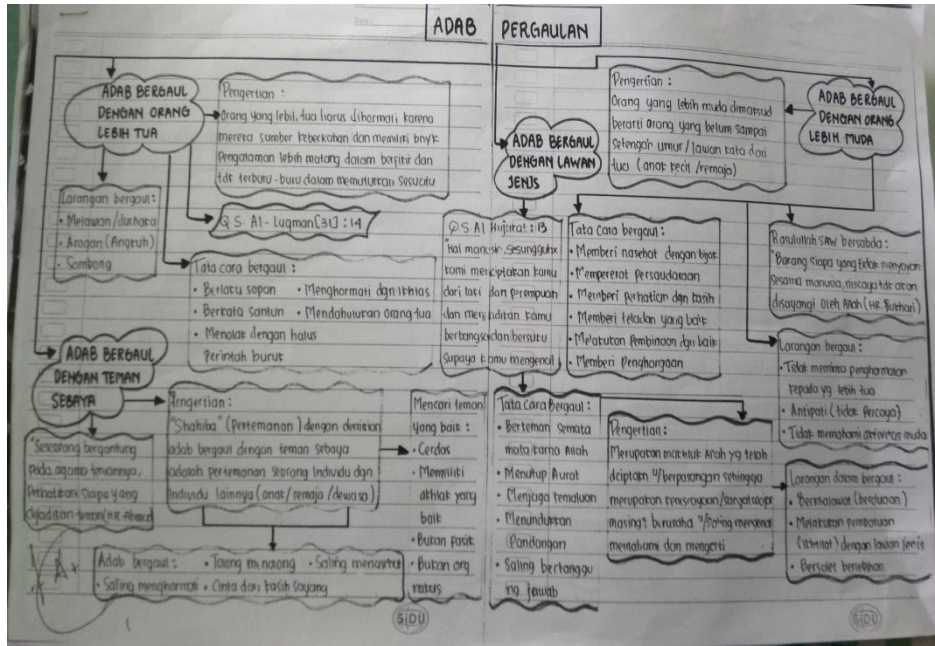 ADAB PERGAULAN
ADAB BERGAUL
DENGAN ORANG
LEBIH TUA
Pengertian :
Orang yang lebih tua harus dihormati karena
mereka sumber keberkahan dan memiliki bnyk
Pengalaman lebih matang dalam berfikir dan
tdk terburu-buru dalam memutuskan sesuatu
Larangan bergaul :
• Melawan/durhaka
• Arogan (Angkuh)
• Sombong
Q.S. Al-Luqman[31] : 14
Tata cara bergaul :
• Berlaku sopan • Menghormati dgn ikhlas
• Berkata santun • Mendahulukan orang tua
• Menolak dengan halus
Perintah buruk
ADAB BERGAUL
DENGAN TEMAN
SEBAYA
"Seseorang bergantung
pada agama temannya,
Perhatikan siapa yang
dijadikan teman (HR.
Pengertian :
"Shahiba" (Pertemanan) dengan demikian
adab bergaul dengan teman sebaya
adalah pertemanan seorang individu dgn
individu lainnya (anak/remaja/dewasa)
Mencari teman
yang baik :
• Cerdas
• Memiliki
akhlak yang
baik
• Bukan fasik
• Bukan org
rakus
Adab bergaul : • Tolong menolong • Saling
• Saling menghormati • Cinta dan kasih sayang
A+
ADAB BERGAUL
DENGAN LAWAN
JENIS
Q.S. Al Hujurat : 13
"hai manusia, sesungguhnx
kami menciptakan kamu
dari laki dan perempuan
dan menjadikan kamu
berbangsa dan bersuku
supaya kamu mengenal
Tata Cara Bergaul :
• Berteman semata
mata karna Allah
• Menutup Aurat
• Menjaga kemaluan
• Menundukkan
Pandangan
• Saling bertanggu
ng jawab
Pengertian :
Merupakan makhluk Allah yg telah
diciptakan u/berpasangan sehingga
merupakan
masing² berusaha u/saling mengenal
memahami dan mengerti
Larangan dalam bergaul :
• Berkhalawat (berduaan)
• Melakukan pembauran
(ikhtilat) dengan lawan jenis
• berlebihan
ADAB BERGAUL
DENGAN ORANG
LEBIH MUDA
Pengertian :
Orang yang lebih muda dimaksud
berarti orang yang belum sampai
setengah umur/lawan kata dari
tua (anak kecil/remaja)
Tata Cara bergaul :
• Memberi nasehat dengan bijak
• Mempererat persaudaraan
• Memberi perhatian dgn kasih
• Memberi teladan yang baik
• Melakukan Pembinaan dgn baik
• Memberi Penghargaan
Rasulullah SAW bersabda :
"Barang siapa yang tidak menyayangi
sesama manusia, niscaya tdk akan
disayangi oleh Allah (HR. Bukhari)
Larangan bergaul :
• Tidak meminta penghormatan
kepada yg lebih tua
• Antipati (tidak Percaya)
• Tidak memahami aktivitas muda
SiDU
SiDU